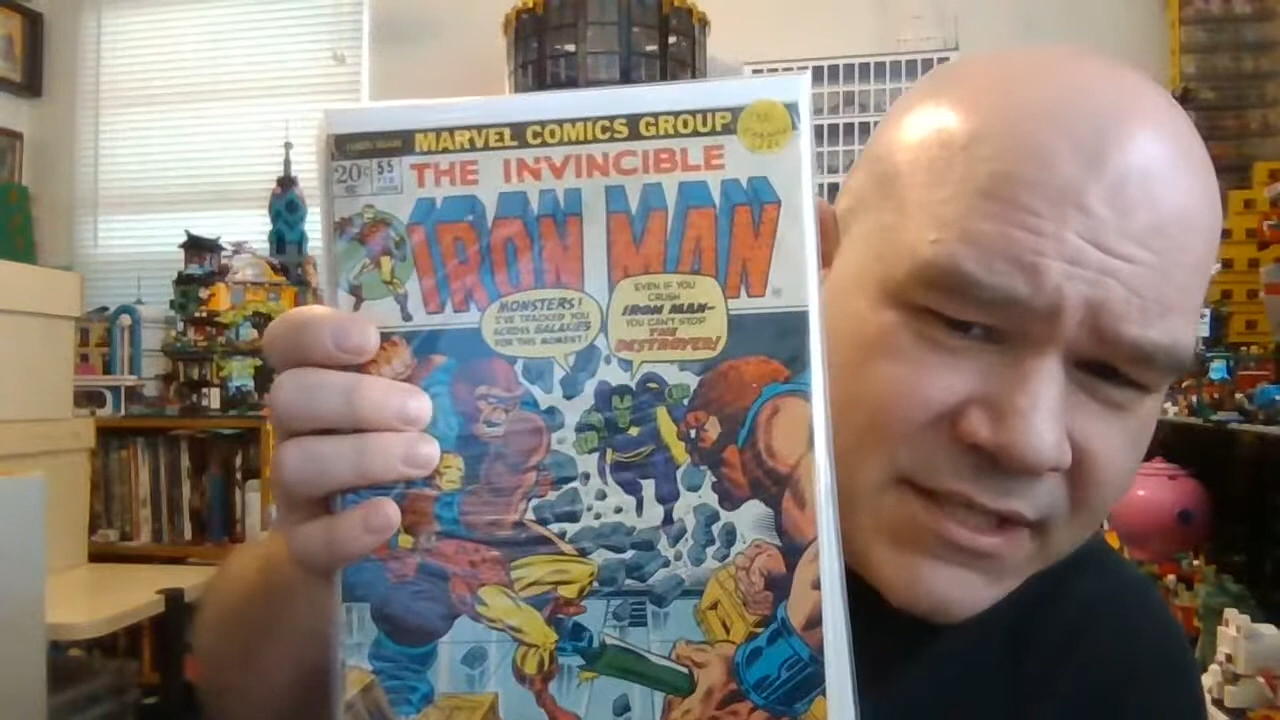 MARVEL COMICS GROUP
20¢ 55 FEB
THE INVINCIBLE
IRON MAN
MONSTERS!
I'VE TRACKED YOU
ACROSS GALAXIES
FOR THIS MOMENT!
EVEN IF YOU
CRUSH
IRON MAN--
YOU CAN'T STOP
THE
DESTROYER!